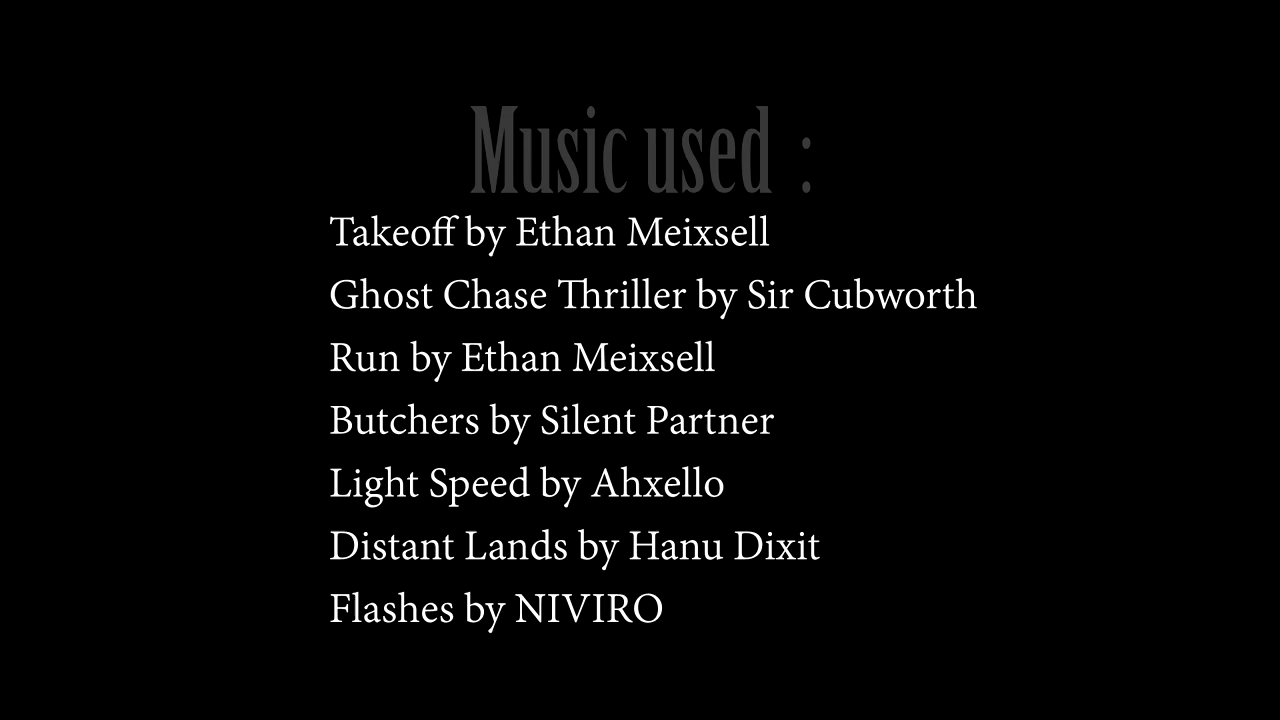 Music used :
Takeoff by Ethan Meixsell
Ghost Chase Thriller by Sir Cubworth
Run by Ethan Meixsell
Butchers by Silent Partner
Light Speed by Ahxello
Distant Lands by Hanu Dixit
Flashes by NIVIRO